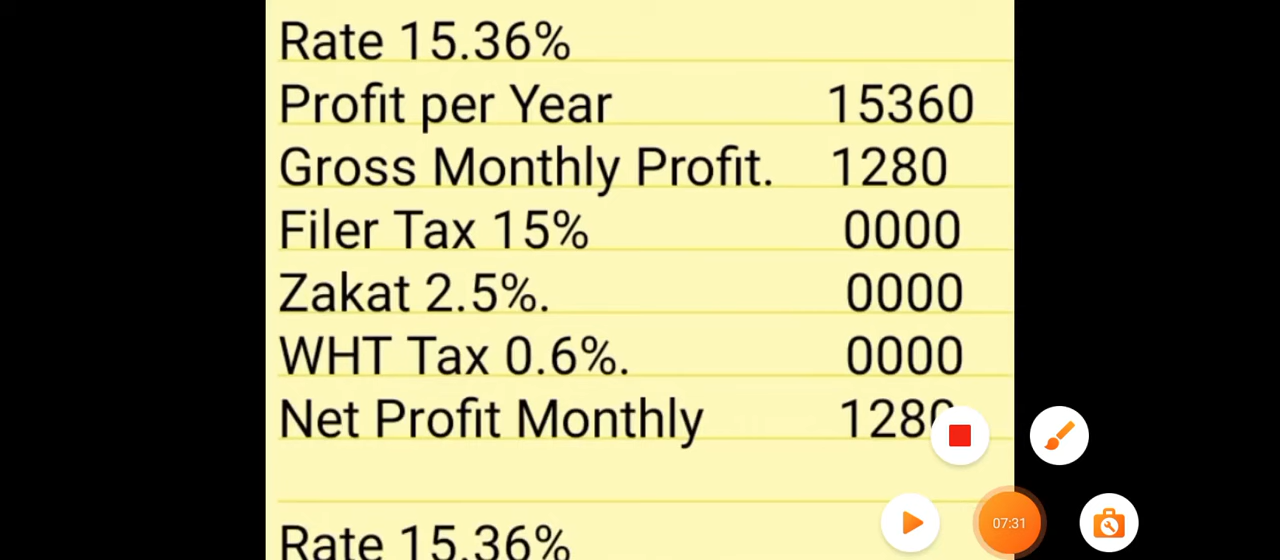 Rate 15.36%
Profit per Year 15360
Gross Monthly Profit. 1280
Filer Tax 15% 0000
Zakat 2.5%. 0000
WHT Tax 0.6%. 0000
Net Profit Monthly 1280
07:31
Rate 15.36%